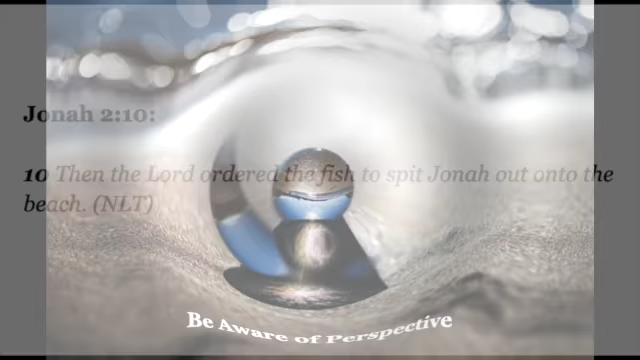 Jonah 2:10:
10 Then the Lord ordered the fish to spit Jonah out onto the
beach. (NLT)
Be Aware of Perspective